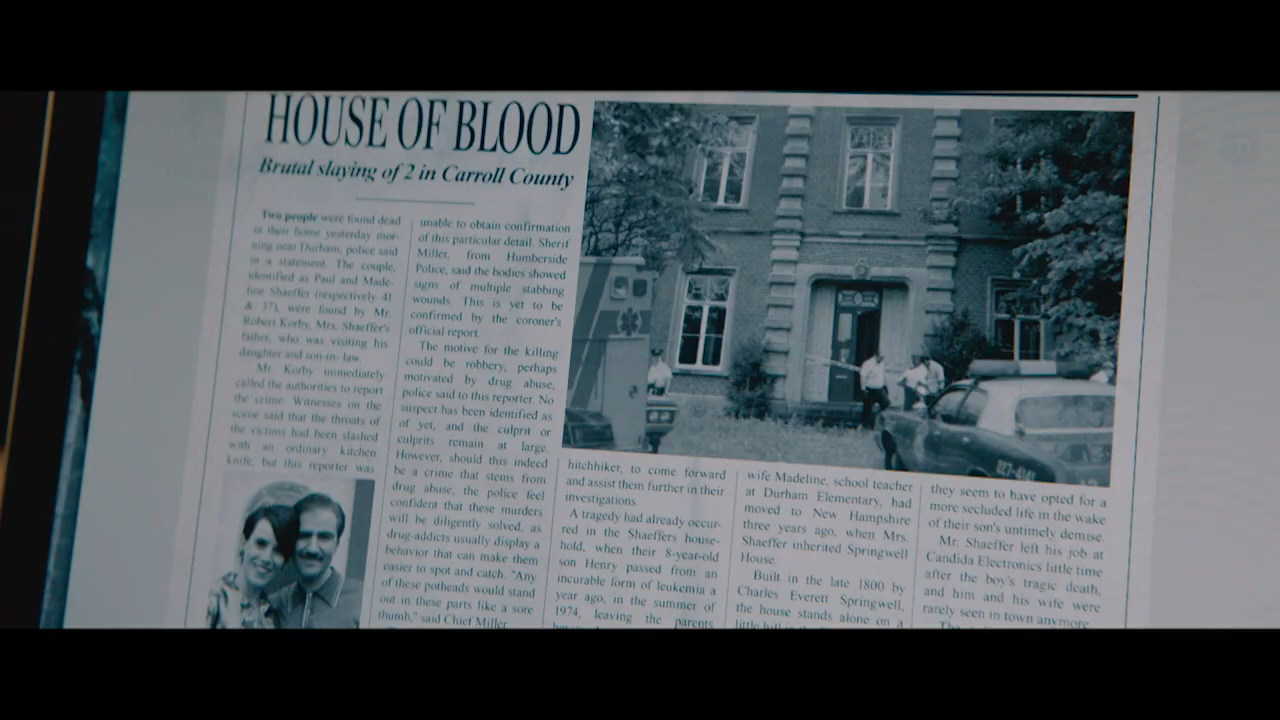 HOUSE OF BLOOD
Brutal slaying of 2 in Carroll County
Two people were found dead
in their home yesterday mor-
ning near Durham, police said
in a statement. The couple,
identified as Paul and Made-
line Shaeffer (respectively 41
& 37), were found by Mr.
Robert Korby, Mrs. Shaeffer's
father, who was visiting his
daughter and son-in- law.
Mr. Korby immediately
called the authorities to report
the crime. Witnesses on the
scene said that the throats of
the victims had been slashed
with an ordinary kitchen
knife, but this reporter was
unable to obtain confirmation
of this particular detail. Sherif
Miller, from Humberside
Police, said the bodies showed
signs of multiple stabbing
wounds. This is yet to be
confirmed by the coroner's
official report.
The motive for the killing
could be robbery, perhaps
motivated by drug abuse,
police said to this reporter. No
suspect has been identified as
of yet, and the culprit or
culprits remain at large.
However, should this indeed
be a crime that stems from
drug abuse, the police feel
confident that these murders
will be diligently solved, as
drug-addicts usually display a
behavior that can make them
easier to spot and catch. "Any
of these potheads would stand
out in these parts like a sore
thumb," said Chief Miller
hitchhiker, to come forward
and assist them further in their
investigations.
A tragedy had already occur-
red in the Shaeffers house-
hold, when their 8-year-old
son Henry passed from an
incurable form of leukemia a
year ago, in the summer of
1974, leaving the parents
wife Madeline, school teacher
at Durham Elementary, had
moved to New Hampshire
three years ago, when Mrs.
Shaeffer inherited Springwell
House.
Built in the late 1800 by
Charles Everett Springwell,
the house stands alone on a
little hill in the
they seem to have opted for a
more secluded life in the wake
of their son's untimely demise.
Mr. Shaeffer left his job at
Candida Electronics little time
after the boy's tragic death,
and him and his wife were
rarely seen in town anymore.